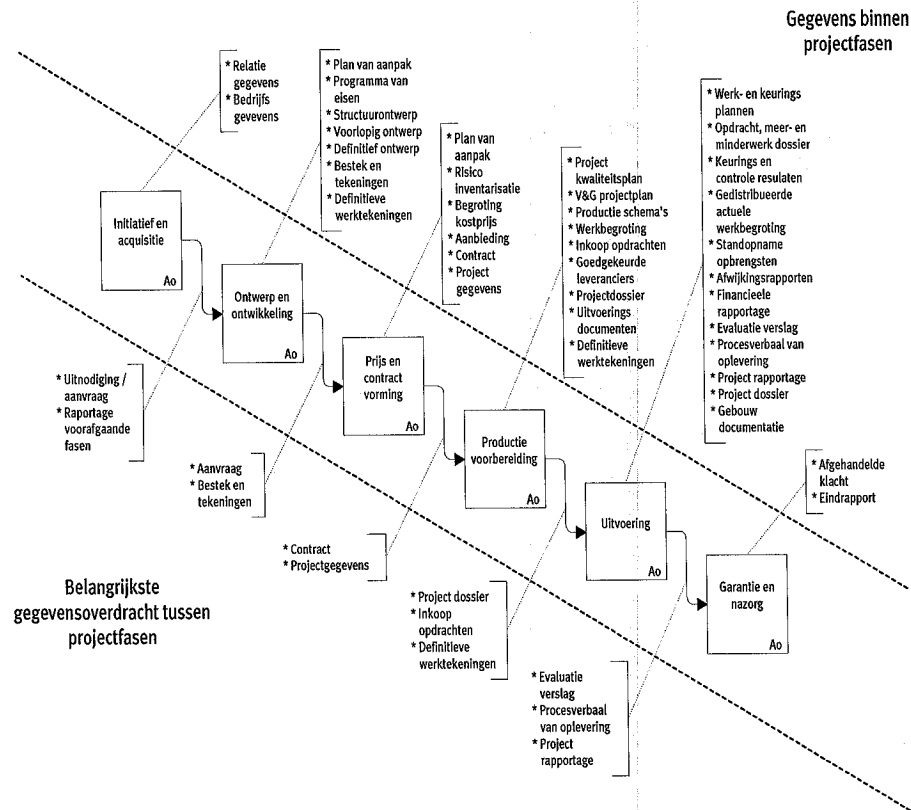 Gegevens binnen
projectfasen
* Relatie
gegevens
* Bedrijfs
gevevens
* Plan van aanpak
* Programma van
eisen
* Structuurontwerp
* Voorlopig ontwerp
* Definitief ontwerp
* Bestek en
tekeningen
* Definitieve
werktekeningen
* Plan van
aanpak
* Risico
inventarisatie
* Begroting
kostprijs
* Aanbieding
* Contract
* Project
gegevens
* Project
kwaliteitsplan
* V&G projectplan
* Productie schema's
* Werkbegroting
* Inkoop opdrachten
* Goedgekeurde
leveranciers
* Projectdossier
* Uitvoerings
documenten
* Definitieve
werktekeningen
* Werk- en keurings
plannen
* Opdracht, meer- en
minderwerk dossier
* Keurings en
controle resulaten
* Gedistribueerde
actuele
werkbegroting
* Standopname
opbrengsten
* Afwijkingsrapporten
* Financieele
rapportage
* Evaluatie verslag
* Procesverbaal van
oplevering
* Project rapportage
* Project dossier
* Gebouw
documentatie
* Afgehandelde
klacht
* Eindrapport
Initiatief en
acquisitie
Ao
Ontwerp en
ontwikkeling
Ao
Prijs en
contract
vorming
Ao
Productie
voorbereiding
Ao
Uitvoering
Ao
Garantie en
nazorg
Ao
* Uitnodiging /
aanvraag
* Raportage
voorafgaande
fasen
* Aanvraag
* Bestek en
tekeningen
* Contract
* Projectgegevens
* Project dossier
* Inkoop
opdrachten
* Definitieve
werktekeningen
* Evaluatie
verslag
* Procesverbaal
van oplevering
* Project
rapportage
Belangrijkste
gegevensoverdracht tussen
projectfasen